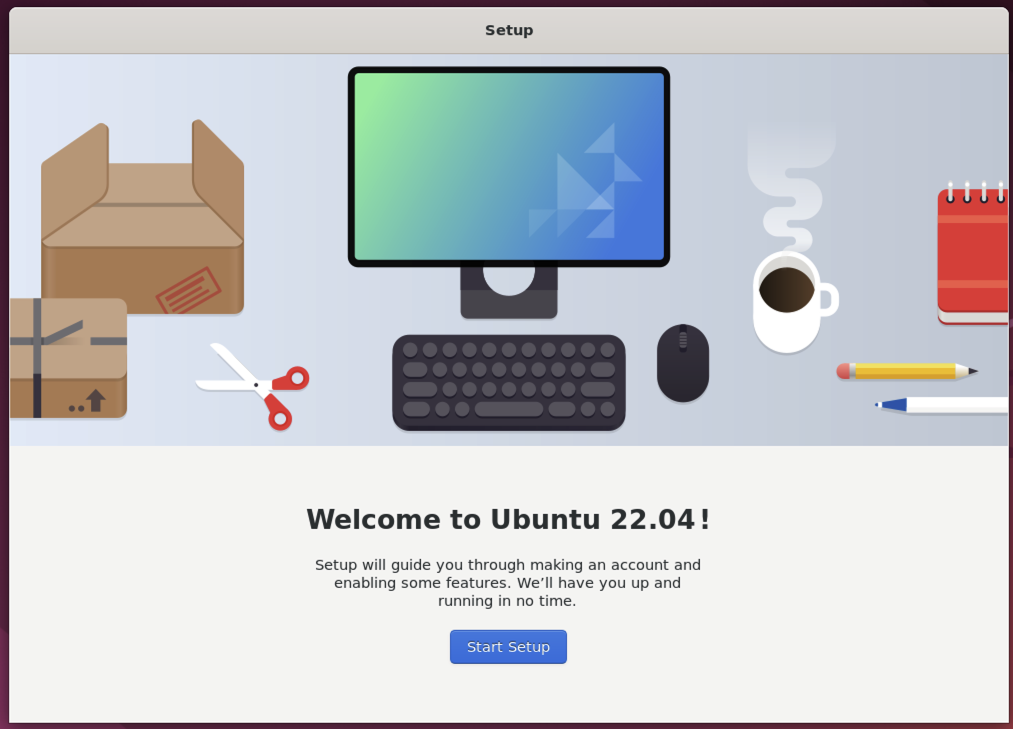 Setup
Welcome to Ubuntu 22.04!
Setup will guide you through making an account and
enabling some features. We’ll have you up and
running in no time.
Start Setup